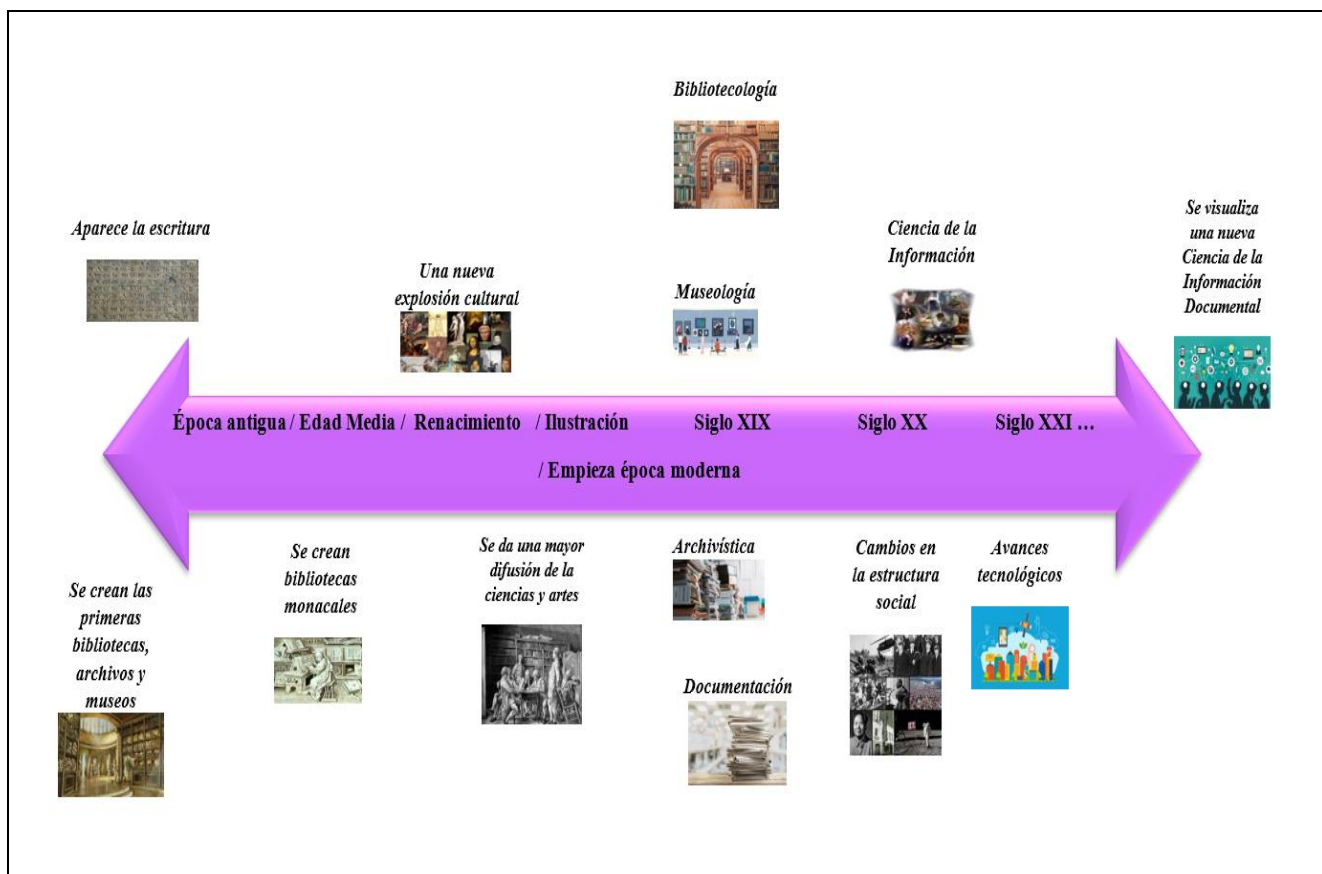 Bibliotecología
Aparece la escritura
Una nueva
explosión cultural
Museología
Ciencia de la
Información
Se visualiza
una nueva
Ciencia de la
Información
Documental
Época antigua / Edad Media / Renacimiento / Ilustración Siglo XIX Siglo XX Siglo XXI …
/ Empieza época moderna
Se crean las
primeras
bibliotecas,
archivos y
museos
Se crean
bibliotecas
monacales
Se da una mayor
difusión de la
ciencias y artes
Archivística
Documentación
Cambios en
la estructura
social
Avances
tecnológicos